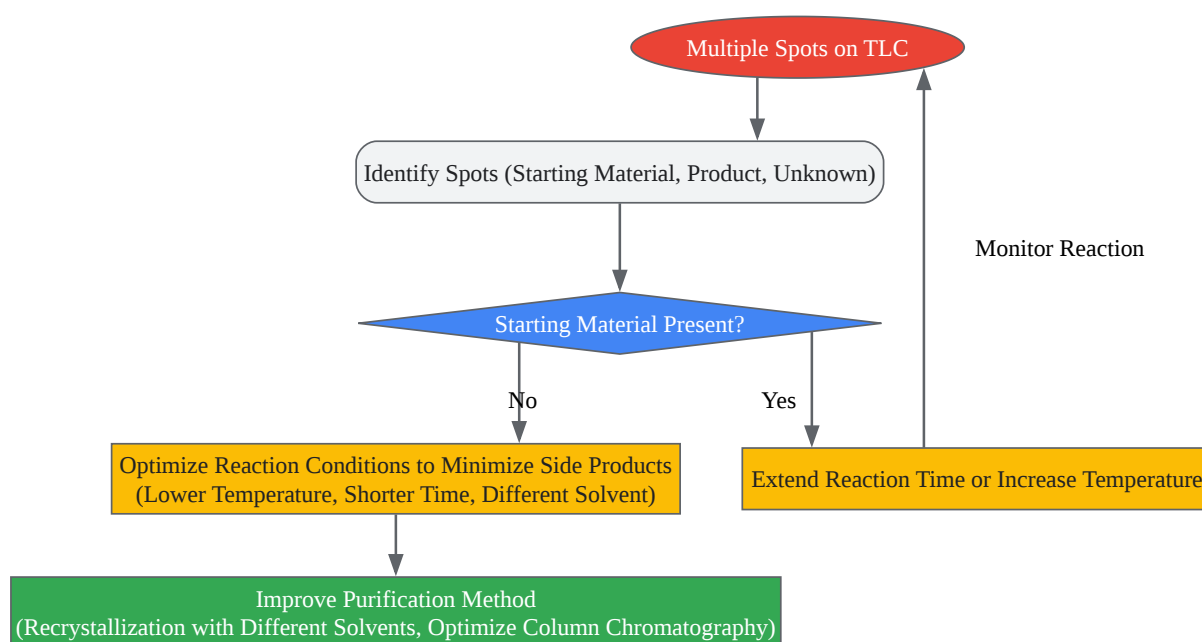 Multiple Spots on TLC
Identify Spots (Starting Material, Product, Unknown)
Monitor Reaction
Starting Material Present?
No
Yes
Optimize Reaction Conditions to Minimize Side Products
(Lower Temperature, Shorter Time, Different Solvent)
Extend Reaction Time or Increase Temperature
Improve Purification Method
(Recrystallization with Different Solvents, Optimize Column Chromatography)